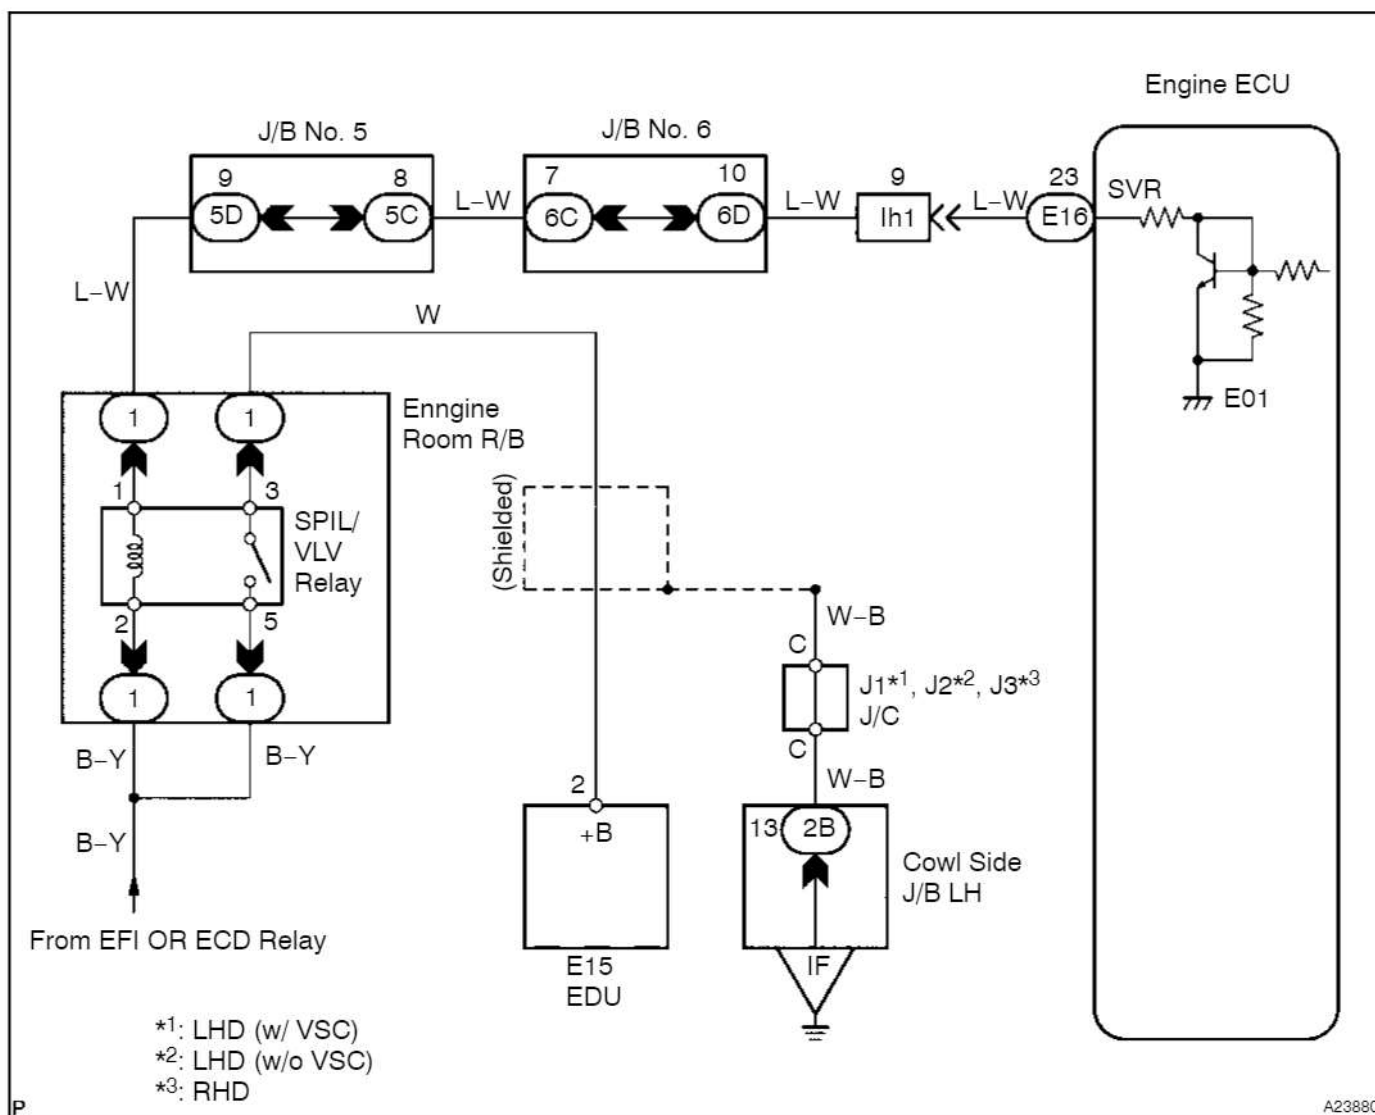 Engine ECU
J/B No. 5
J/B No. 6
9
8
7
10
9
23
5D
5C
L–W
6C
6D
L–W
Ih1
L–W
E16
SVR
L–W
W
E01
1
1
Enngine
Room R/B
1
3
SPIL/
VLV
Relay
2
5
1
1
(Shielded)
W–B
C
J1*1, J2*2, J3*3
J/C
C
W–B
B–Y
B–Y
B–Y
2
+B
13
2B
Cowl Side
J/B LH
From EFI OR ECD Relay
E15
EDU
IF
*1: LHD (w/ VSC)
*2: LHD (w/o VSC)
*3: RHD
P
A23880